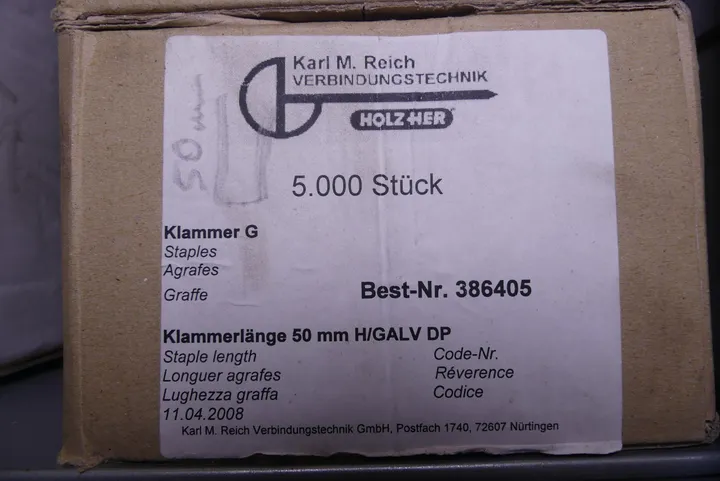 Karl M. Reich
VERBINDUNGSTECHNIK
HOLZ-HER
50 mm
5.000 Stück
Klammer G
Staples
Agrafes
Graffe
Best-Nr. 386405
Klammerlänge 50 mm H/GALV DP
Staple length
Code-Nr.
Longuer agrafes
Réverence
Lughezza graffa
Codice
11.04.2008
Karl M. Reich Verbindungstechnik GmbH, Postfach 1740, 72607 Nürtingen